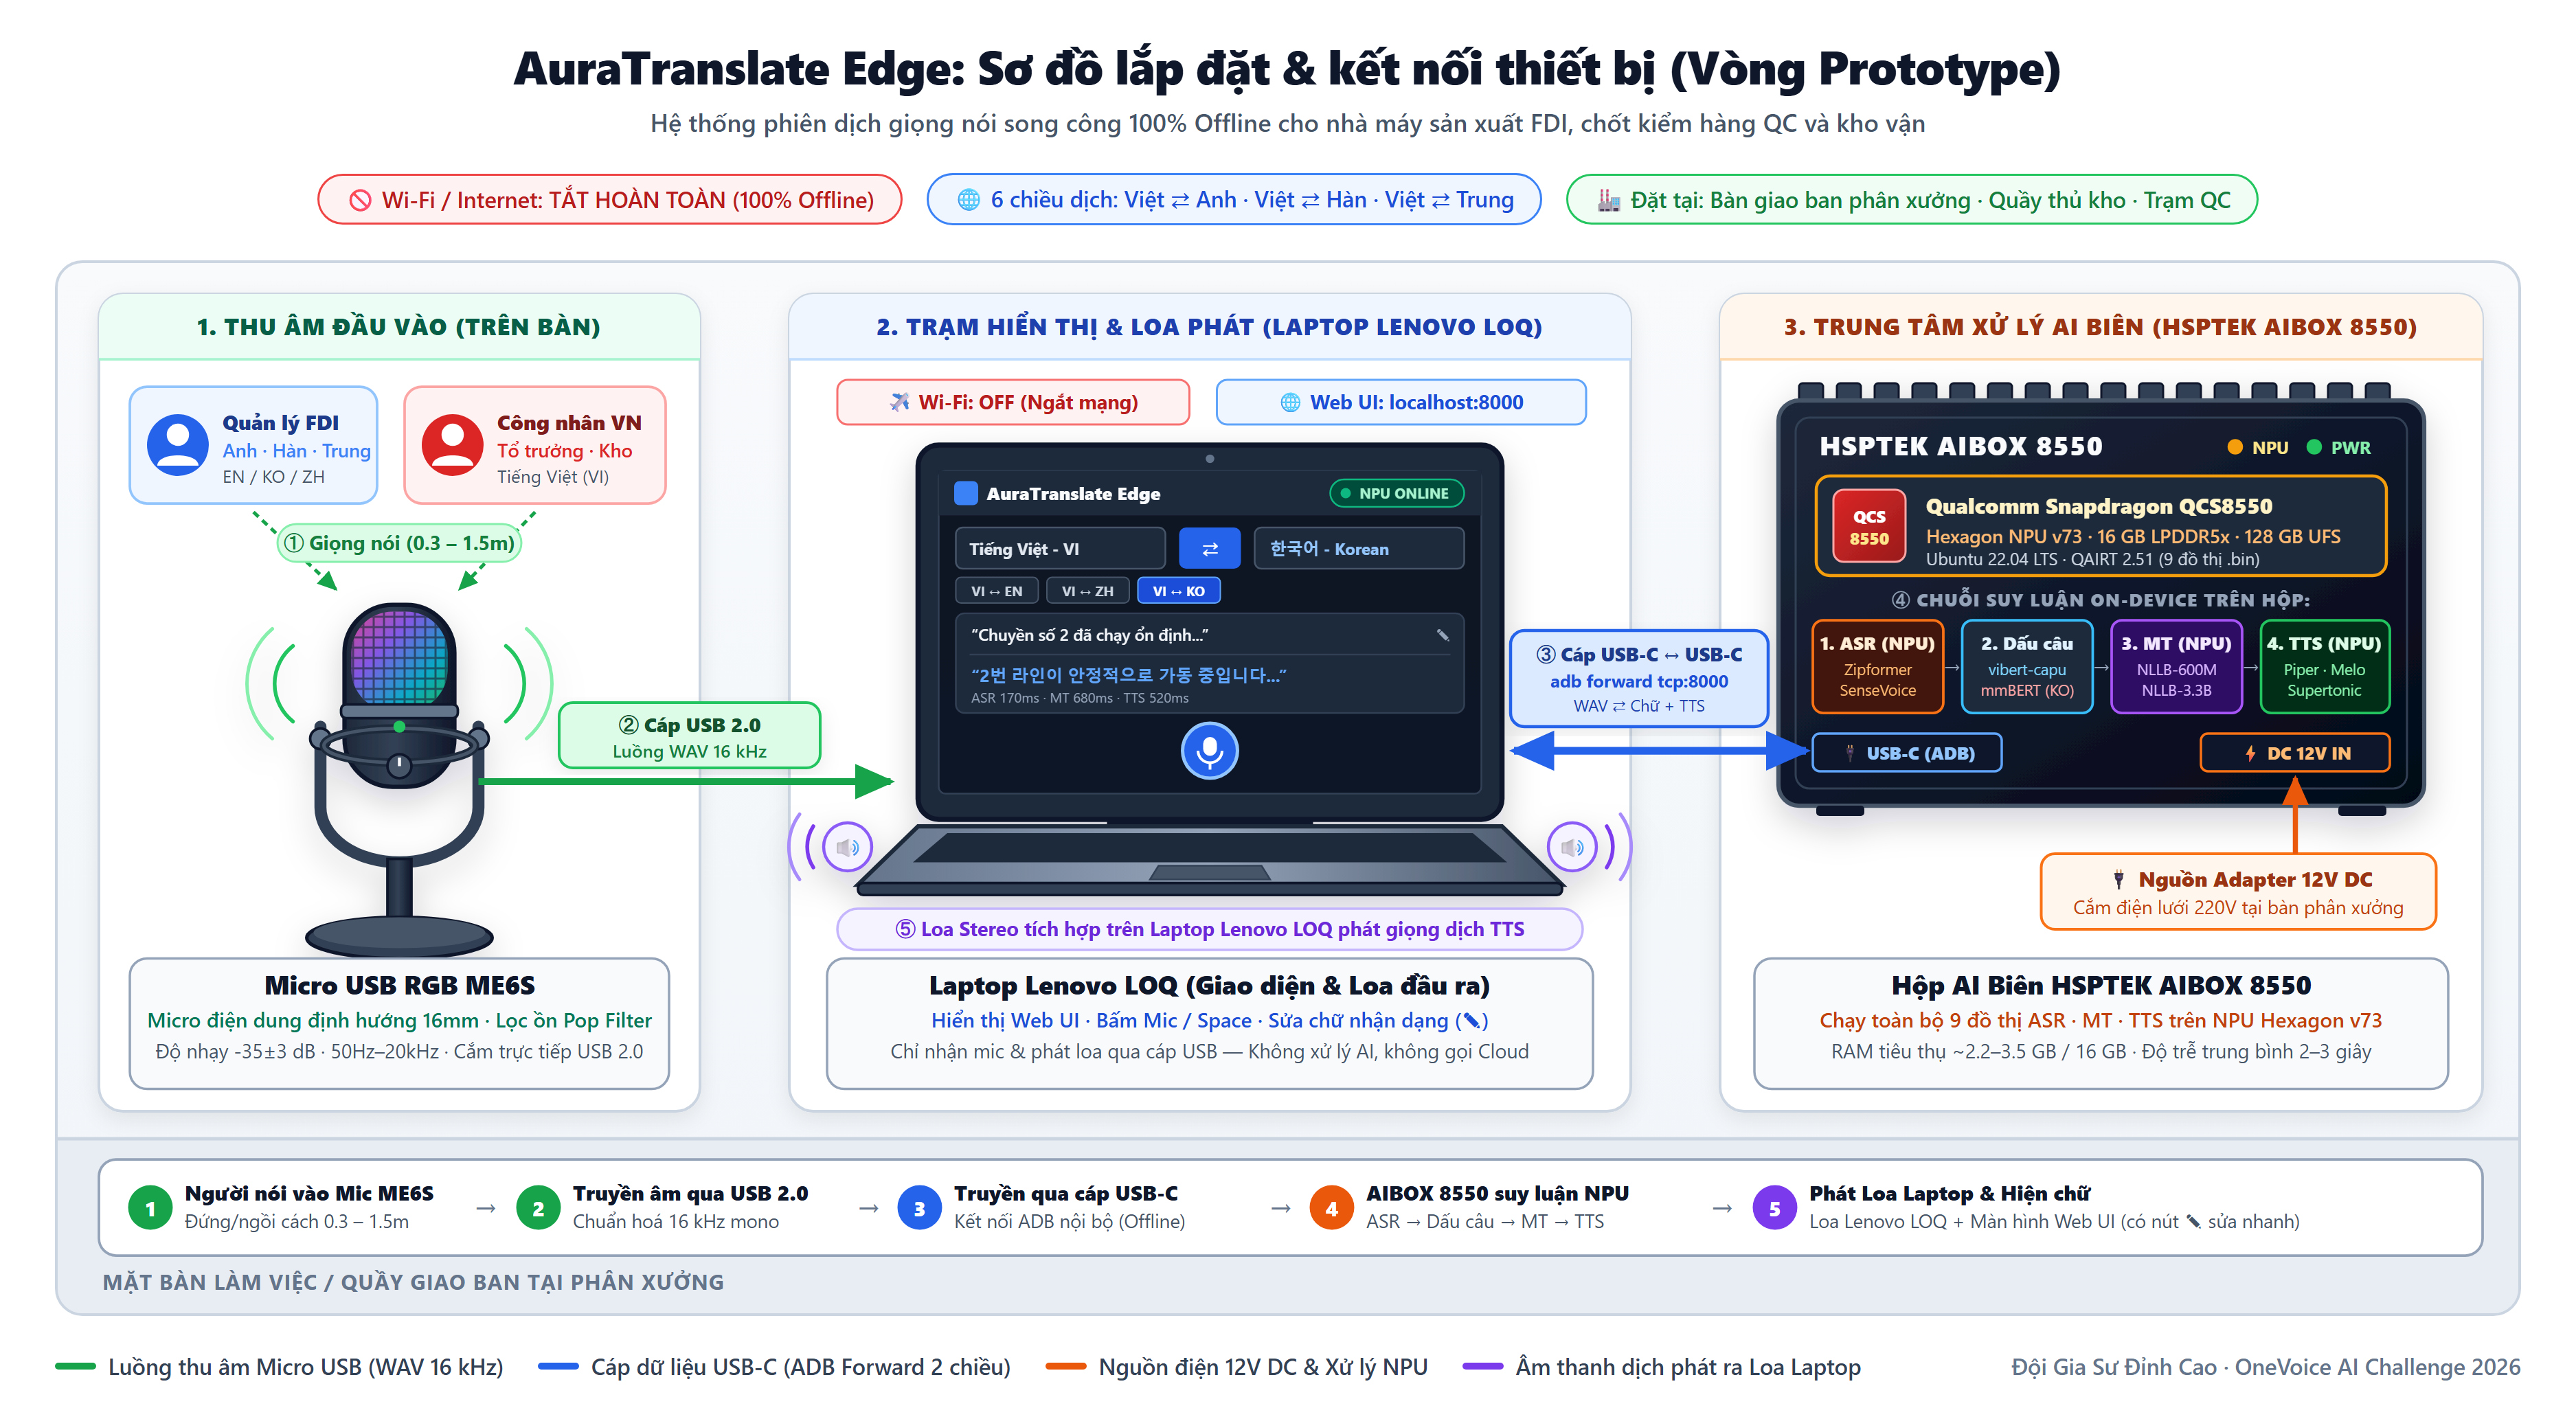 AuraTranslate Edge: Sơ đồ lắp đặt & kết nối thiết bị (Vòng Prototype)
Hệ thống phiên dịch giọng nói song công 100% Offline cho nhà máy sản xuất FDI, chốt kiểm hàng QC và kho vận
Wi-Fi / Internet: TẮT HOÀN TOÀN (100% Offline)
6 chiều dịch: Việt ⇄ Anh · Việt ⇄ Hàn · Việt ⇄ Trung
Đặt tại: Bàn giao ban phân xưởng · Quầy thủ kho · Trạm QC
1. THU ÂM ĐẦU VÀO (TRÊN BÀN)
Quản lý FDI
Anh · Hàn · Trung
EN / KO / ZH
Công nhân VN
Tổ trưởng · Kho
Tiếng Việt (VI)
① Giọng nói (0.3 – 1.5m)
② Cáp USB 2.0
Luồng WAV 16 kHz
Micro USB RGB ME6S
Micro điện dung định hướng 16mm · Lọc ồn Pop Filter
Độ nhạy -35±3 dB · 50Hz–20kHz · Cắm trực tiếp USB 2.0
2. TRẠM HIỂN THỊ & LOA PHÁT (LAPTOP LENOVO LOQ)
Wi-Fi: OFF (Ngắt mạng)
Web UI: localhost:8000
AuraTranslate Edge
NPU ONLINE
Tiếng Việt - VI
⇄
한국어 - Korean
VI ↔ EN
VI ↔ ZH
VI ↔ KO
“Chuyền số 2 đã chạy ổn định...”
“2번 라인이 안정적으로 가동 중입니다...”
ASR 170ms · MT 680ms · TTS 520ms
⑤ Loa Stereo tích hợp trên Laptop Lenovo LOQ phát giọng dịch TTS
Laptop Lenovo LOQ (Giao diện & Loa đầu ra)
Hiển thị Web UI · Bấm Mic / Space · Sửa chữ nhận dạng (✎)
Chỉ nhận mic & phát loa qua cáp USB — Không xử lý AI, không gọi Cloud
③ Cáp USB-C ↔ USB-C
adb forward tcp:8000
WAV ⇄ Chữ + TTS
3. TRUNG TÂM XỬ LÝ AI BIÊN (HSPTEK AIBOX 8550)
HSPTEK AIBOX 8550
NPU
PWR
QCS
8550
Qualcomm Snapdragon QCS8550
Hexagon NPU v73 · 16 GB LPDDR5x · 128 GB UFS
Ubuntu 22.04 LTS · QAIRT 2.51 (9 đồ thị .bin)
④ CHUỖI SUY LUẬN ON-DEVICE TRÊN HỘP:
1. ASR (NPU)
Zipformer
SenseVoice
→
2. Dấu câu
vibert-capu
mmBERT (KO)
→
3. MT (NPU)
NLLB-600M
NLLB-3.3B
→
4. TTS (NPU)
Piper · Melo
Supertonic
USB-C (ADB)
DC 12V IN
Nguồn Adapter 12V DC
Cắm điện lưới 220V tại bàn phân xưởng
Hộp AI Biên HSPTEK AIBOX 8550
Chạy toàn bộ 9 đồ thị ASR · MT · TTS trên NPU Hexagon v73
RAM tiêu thụ ~2.2–3.5 GB / 16 GB · Độ trễ trung bình 2–3 giây
1
Người nói vào Mic ME6S
Đứng/ngồi cách 0.3 – 1.5m
→
2
Truyền âm qua USB 2.0
Chuẩn hoá 16 kHz mono
→
3
Truyền qua cáp USB-C
Kết nối ADB nội bộ (Offline)
→
4
AIBOX 8550 suy luận NPU
ASR → Dấu câu → MT → TTS
→
5
Phát Loa Laptop & Hiện chữ
Loa Lenovo LOQ + Màn hình Web UI (có nút ✎ sửa nhanh)
MẶT BÀN LÀM VIỆC / QUẦY GIAO BAN TẠI PHÂN XƯỞNG
Luồng thu âm Micro USB (WAV 16 kHz)
Cáp dữ liệu USB-C (ADB Forward 2 chiều)
Nguồn điện 12V DC & Xử lý NPU
Âm thanh dịch phát ra Loa Laptop
Đội Gia Sư Đỉnh Cao · OneVoice AI Challenge 2026